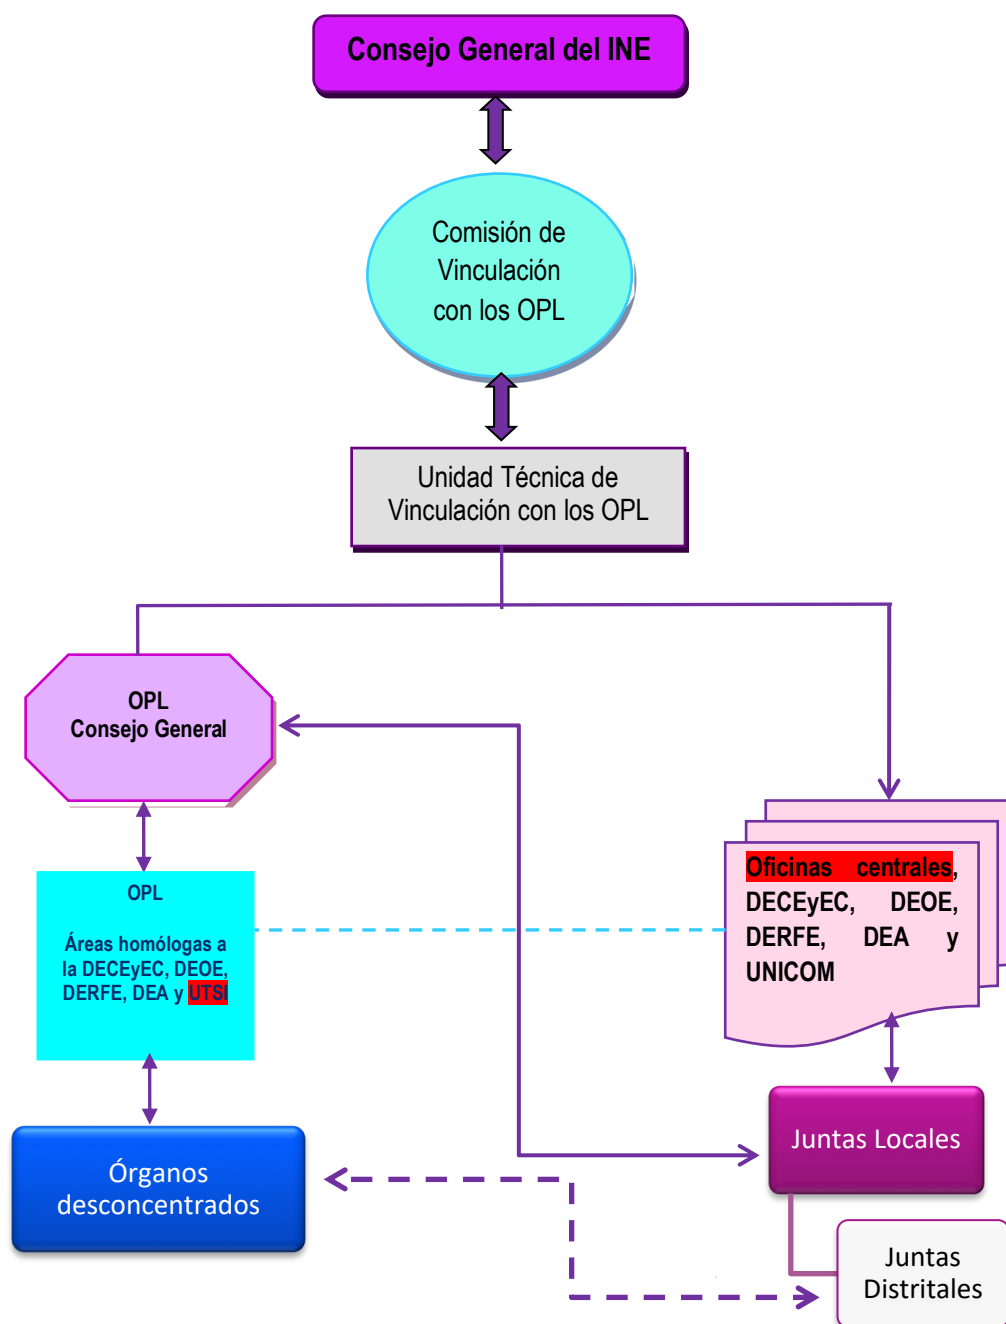 Consejo General del INE
Comisión de
Vinculación
con los OPL
Unidad Técnica de
Vinculación con los OPL
OPL
Consejo General
OPL
Áreas homólogas a
la DECEyEC, DEOE,
DERFE, DEA y UTSI
Oficinas centrales,
DECEyEC, DEOE,
DERFE, DEA y
UNICOM
Órganos
desconcentrados
Juntas Locales
Juntas
Distritales